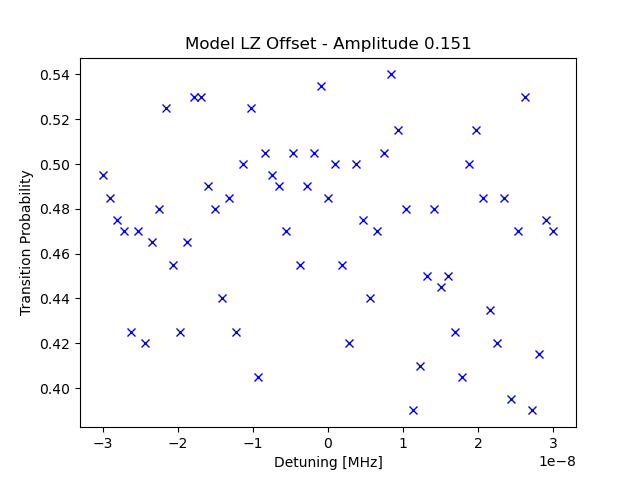 Model LZ Offset - Amplitude 0.151
Transition Probability
0.54
0.52
0.50
0.48
0.46
0.44
0.42
0.40
−3 −2 −1 0 1 2 3
1e−8
Detuning [MHz]